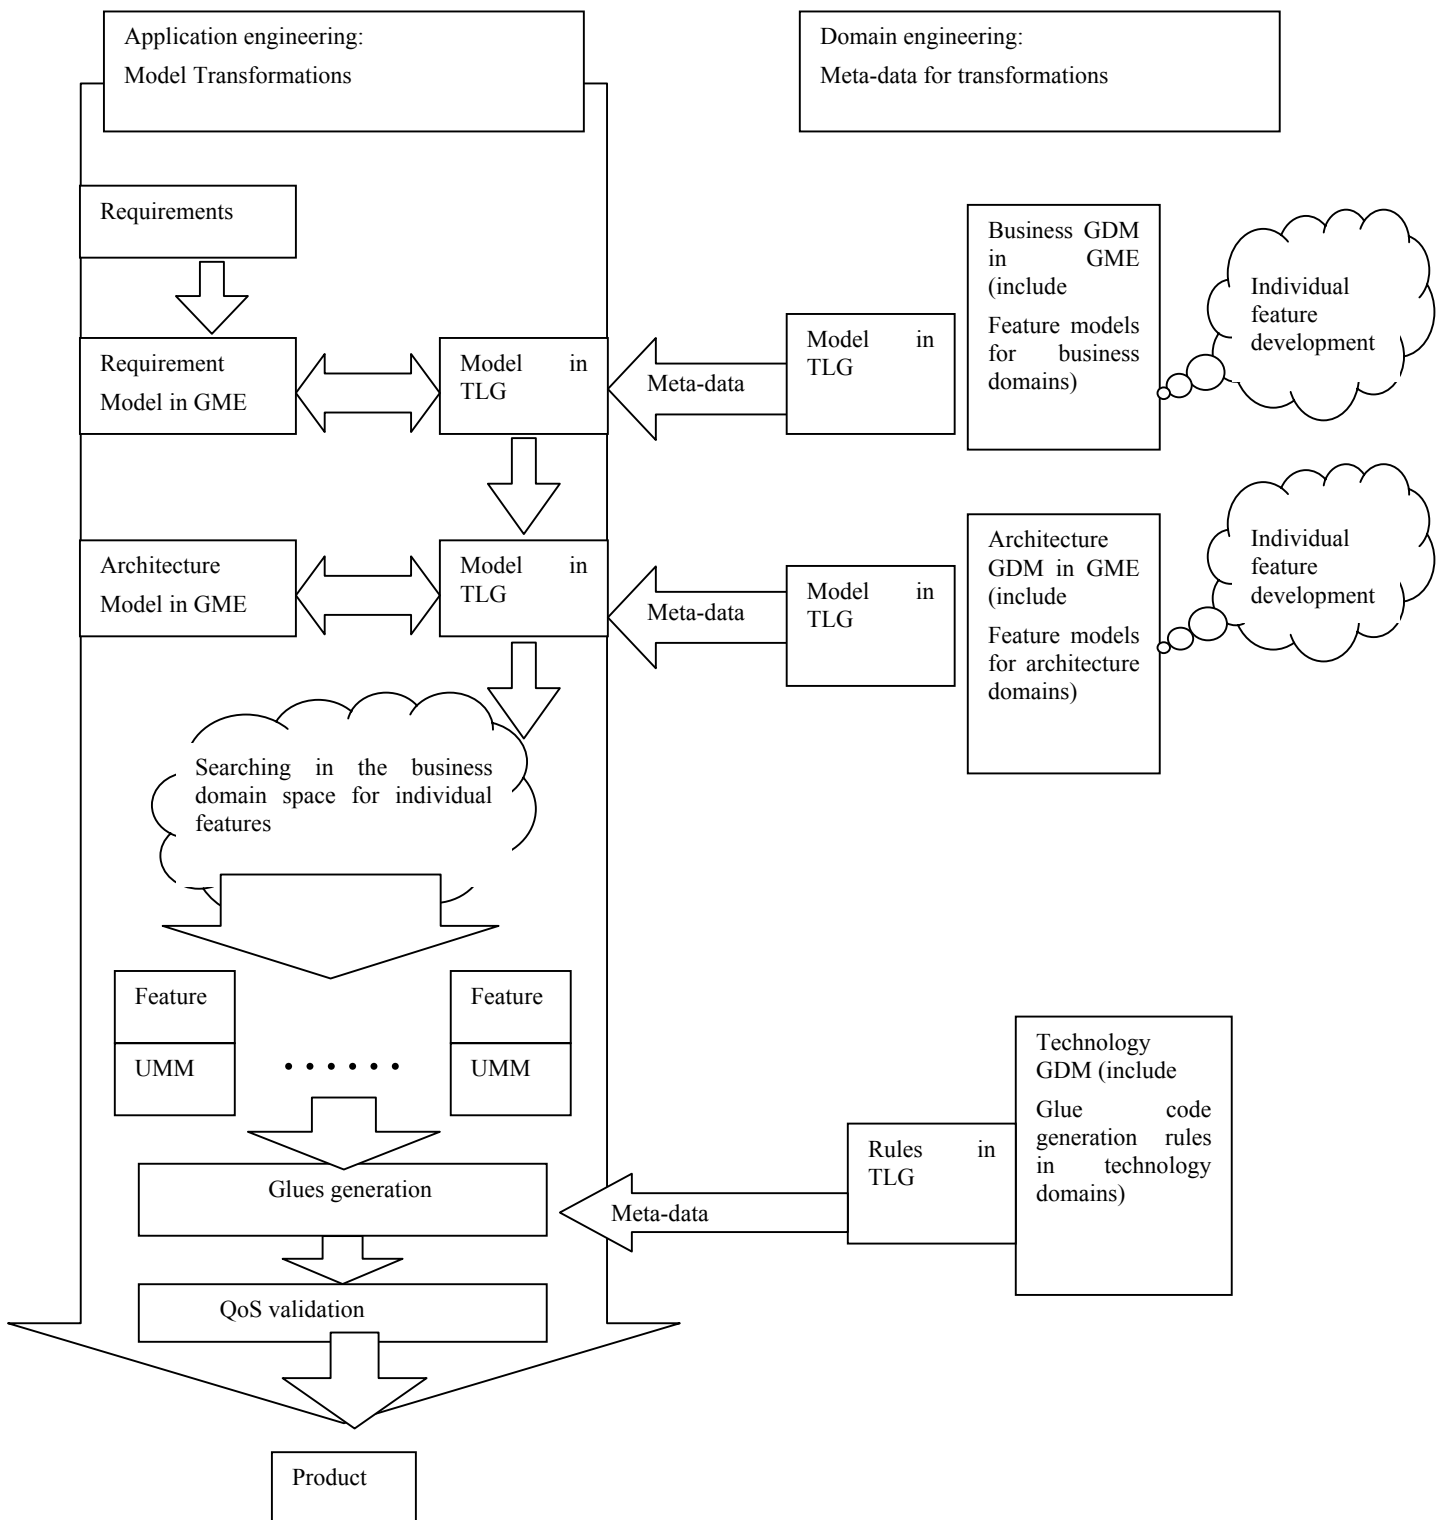 Application engineering:
Model Transformations
Domain engineering:
Meta-data for transformations
Requirements
Business GDM
in GME
(include
Feature models
for business
domains)
Individual
feature
development
Requirement
Model in GME
Model in
TLG
Meta-data
Model in
TLG
Architecture
Model in GME
Model in
TLG
Meta-data
Model in
TLG
Architecture
GDM in GME
(include
Feature models
for architecture
domains)
Individual
feature
development
Searching in the business
domain space for individual
features
Feature
UMM
......
Feature
UMM
Technology
GDM (include
Glue code
generation rules
in technology
domains)
Rules in
TLG
Meta-data
Glues generation
QoS validation
Product